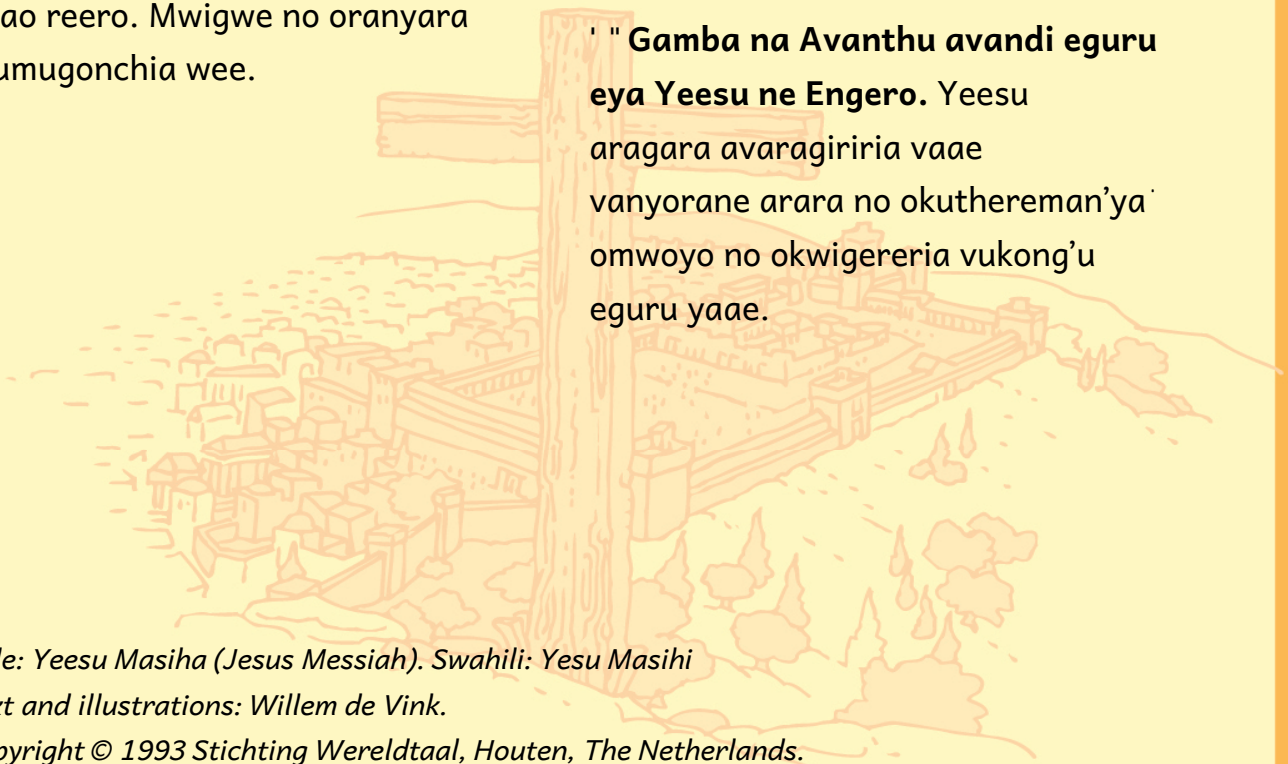 ao reero. Mwigwe no oranyara
umugonchia wee.
' " Gamba na Avanthu avandi eguru
eya Yeesu ne Engero. Yeesu
aragara avaragiriria vaae
vanyorane arara no okuthereman’ya
omwoyo no okwigereria vukong’u
eguru yaae.
le: Yeesu Masiha (Jesus Messiah). Swahili: Yesu Masihi
xt and illustrations: Willem de Vink.
pyright © 1993 Stichting Wereldtaal, Houten, The Netherlands.